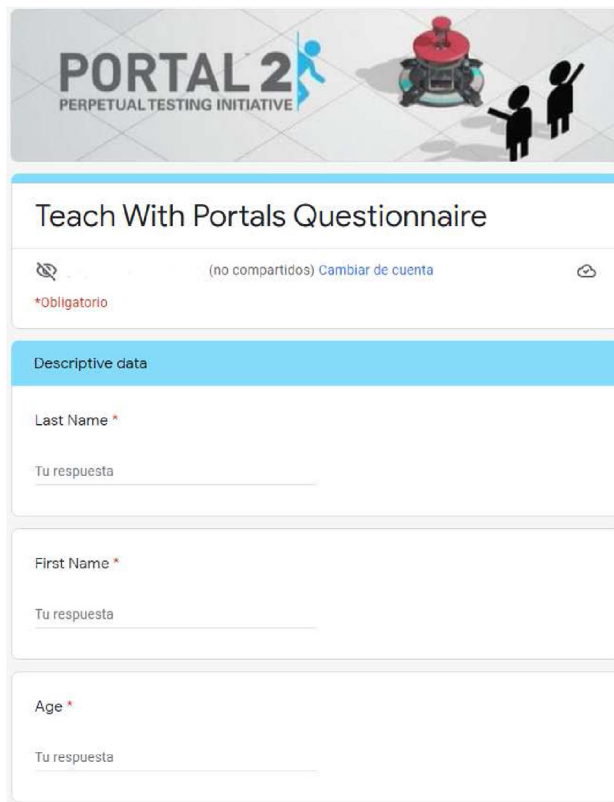 PORTAL 2
PERPETUAL TESTING INITIATIVE
Teach With Portals Questionnaire
(no compartidos) Cambiar de cuenta
*Obligatorio
Descriptive data
Last Name *
Tu respuesta
First Name *
Tu respuesta
Age *
Tu respuesta